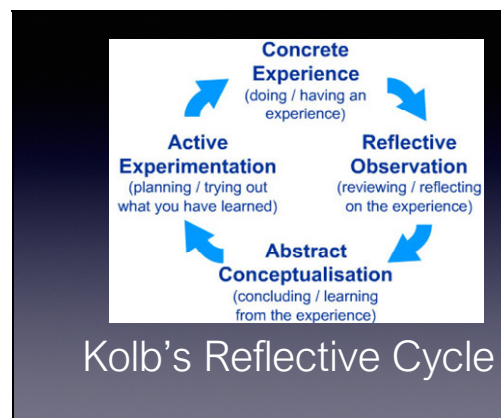 Concrete
Experience
(doing / having an
experience)
Active
Experimentation
(planning / trying out
what you have learned)
Reflective
Observation
(reviewing / reflecting
on the experience)
Abstract
Conceptualisation
(concluding / learning
from the experience)
Kolb’s Reflective Cycle